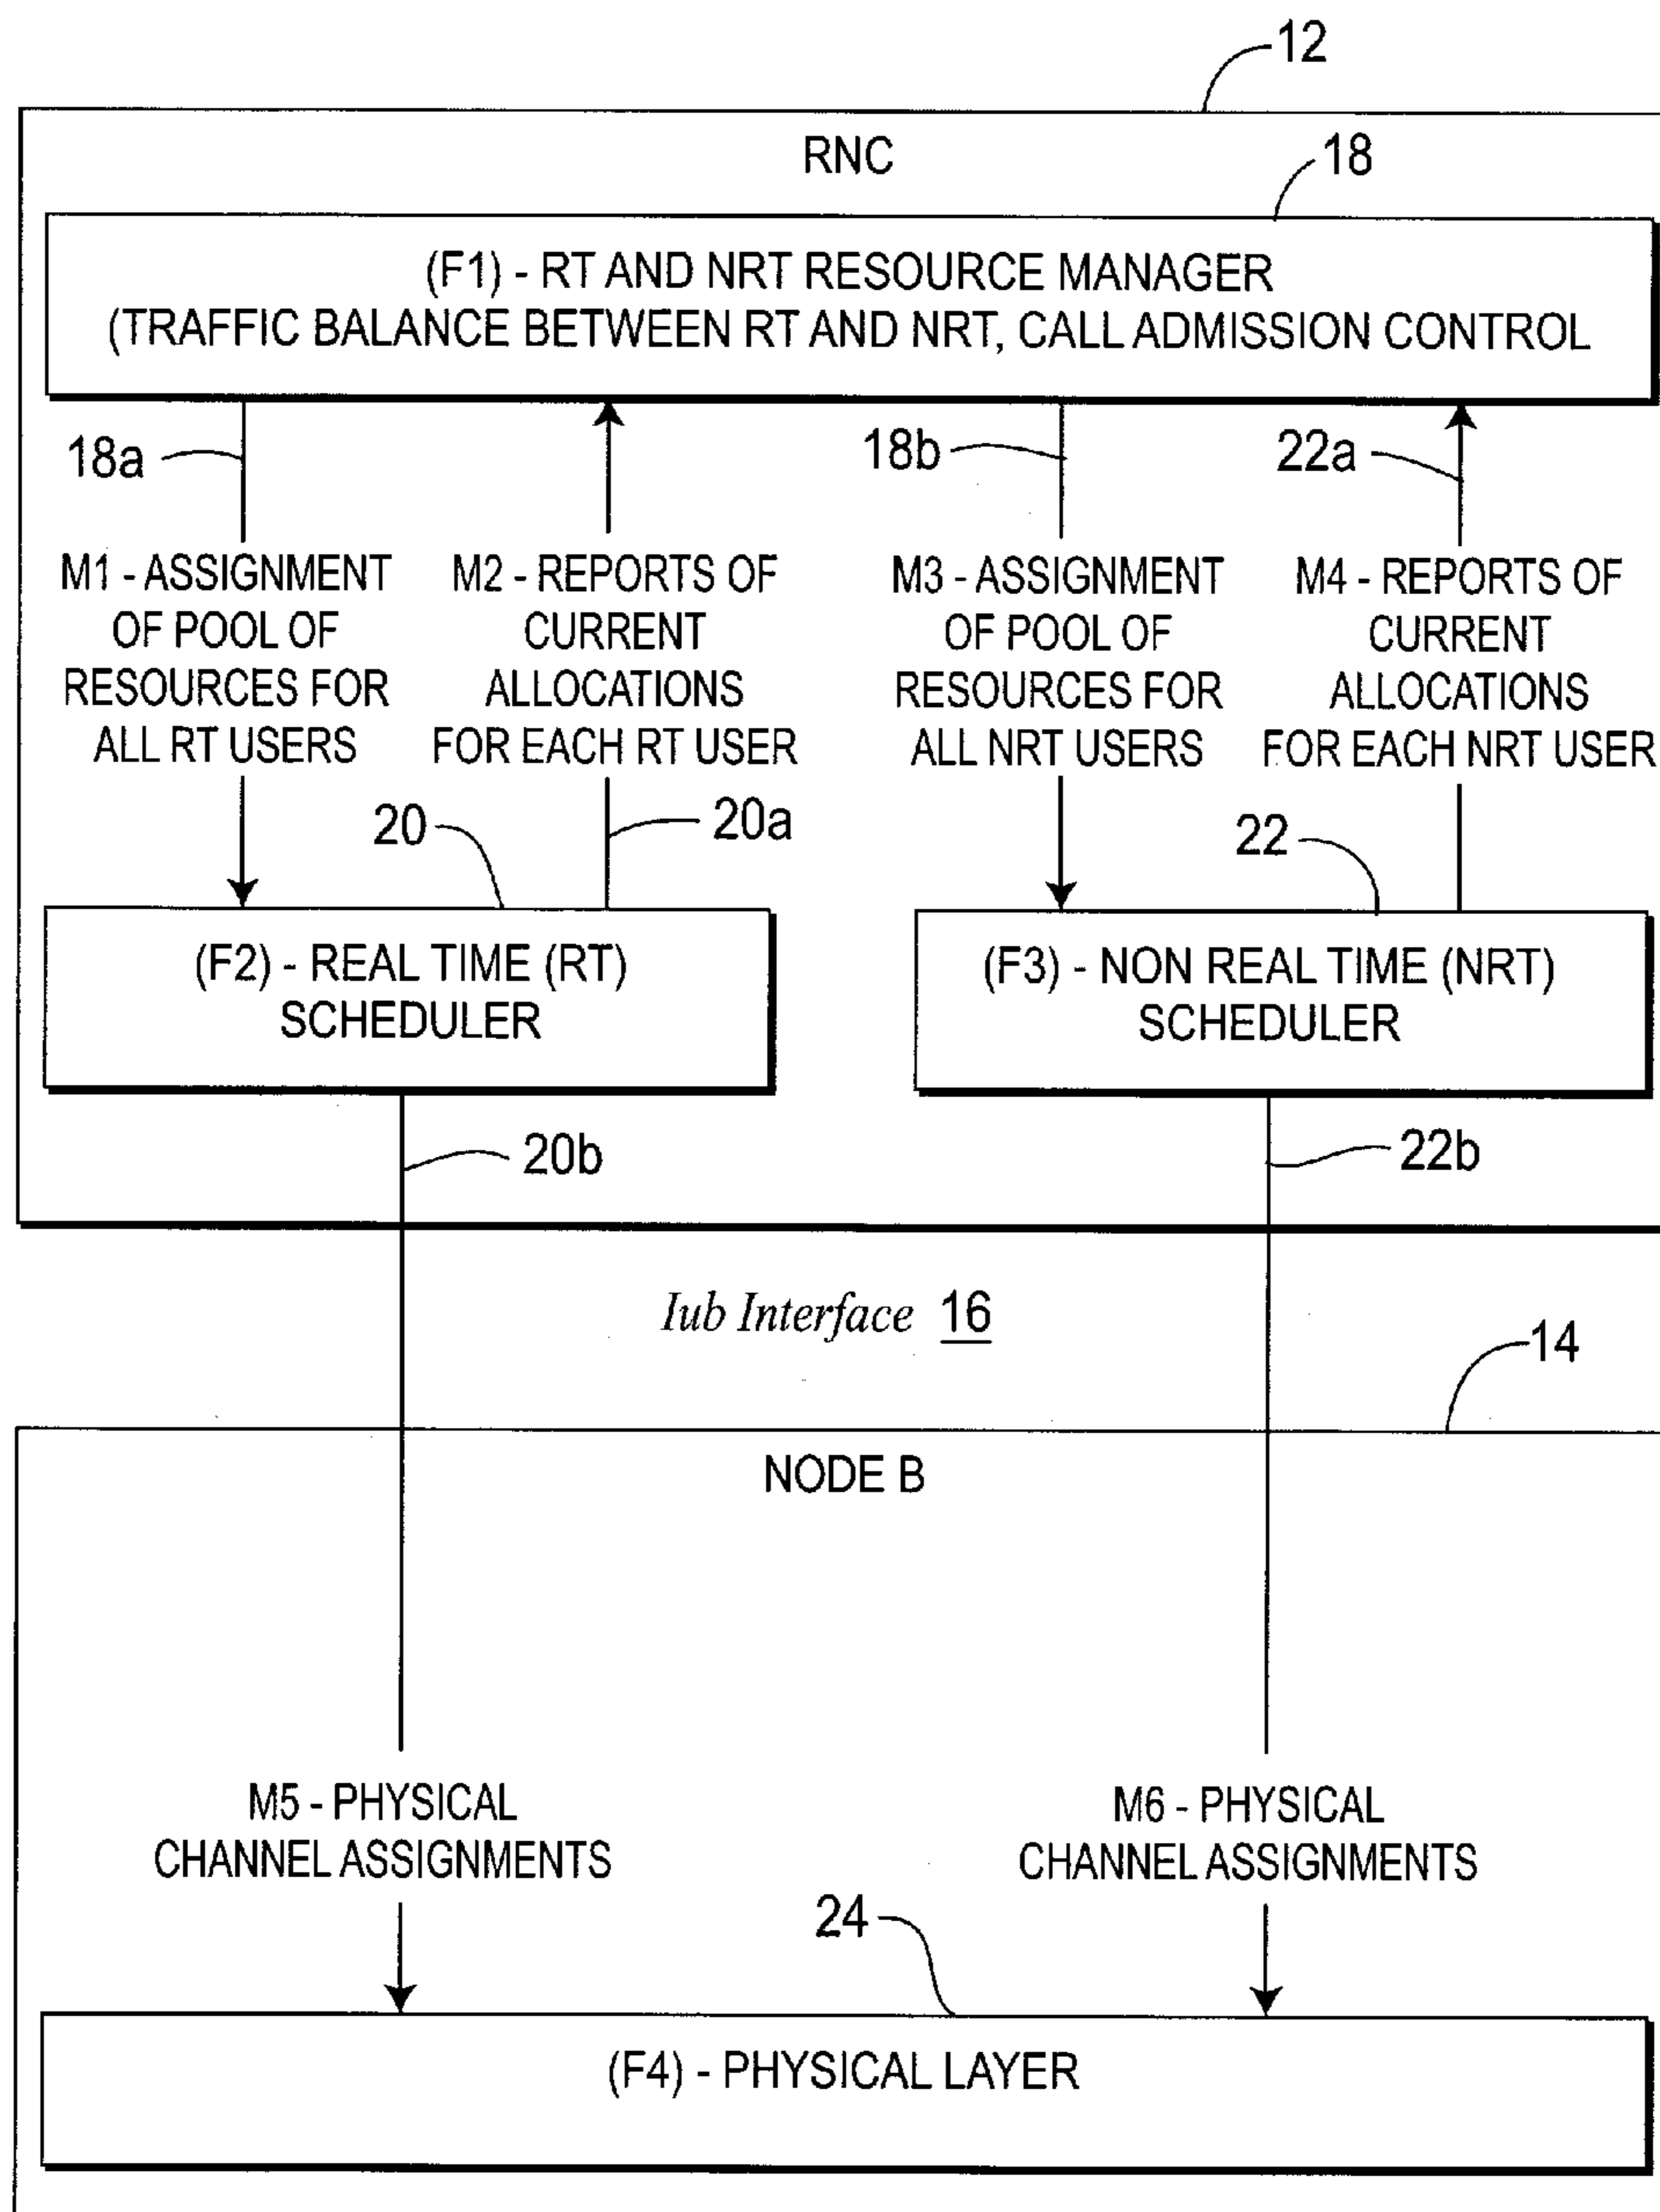 12
RNC
18
(F1) - RT AND NRT RESOURCE MANAGER
(TRAFFIC BALANCE BETWEEN RT AND NRT, CALL ADMISSION CONTROL
18a
18b
22a
M1 - ASSIGNMENT
OF POOL OF
RESOURCES FOR
ALL RT USERS
M2 - REPORTS OF
CURRENT
ALLOCATIONS
FOR EACH RT USER
M3 - ASSIGNMENT
OF POOL OF
RESOURCES FOR
ALL NRT USERS
M4 - REPORTS OF
CURRENT
ALLOCATIONS
FOR EACH NRT USER
20
20a
22
(F2) - REAL TIME (RT)
SCHEDULER
(F3) - NON REAL TIME (NRT)
SCHEDULER
20b
22b
Iub Interface 16
14
NODE B
M5 - PHYSICAL
CHANNEL ASSIGNMENTS
M6 - PHYSICAL
CHANNEL ASSIGNMENTS
24
(F4) - PHYSICAL LAYER